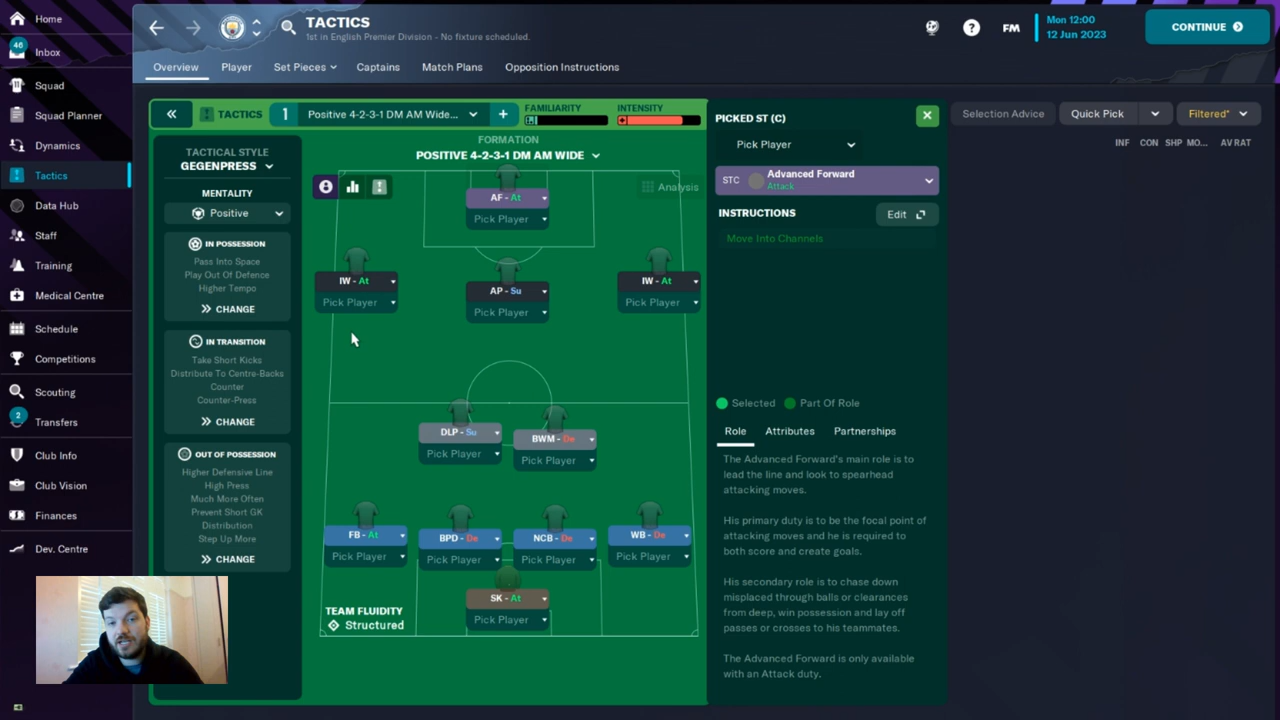 Home
46
Inbox
Squad
Squad Planner
Dynamics
Tactics
Data Hub
Staff
Training
Medical Centre
Schedule
Competitions
Scouting
2
Transfers
Club Info
Club Vision
Finances
Dev. Centre
TACTICS
1st in English Premier Division - No fixture scheduled.
FM
Mon 12:00
12 Jun 2023
CONTINUE
Overview
Player
Set Pieces
Captains
Match Plans
Opposition Instructions
TACTICS
1
Positive 4-2-3-1 DM AM Wide...
FAMILIARITY
INTENSITY
TACTICAL STYLE
GEGENPRESS
MENTALITY
Positive
IN POSSESSION
Pass Into Space
Play Out Of Defence
Higher Tempo
CHANGE
IN TRANSITION
Take Short Kicks
Distribute To Centre-Backs
Counter
Counter-Press
CHANGE
OUT OF POSSESSION
Higher Defensive Line
High Press
Much More Often
Prevent Short GK
Distribution
Step Up More
CHANGE
FORMATION
POSITIVE 4-2-3-1 DM AM WIDE
Analysis
AF - At
Pick Player
IW - At
Pick Player
AP - Su
Pick Player
IW - At
Pick Player
DLP - Su
Pick Player
BWM - De
Pick Player
FB - At
Pick Player
BPD - De
Pick Player
NCB - De
Pick Player
WB - De
Pick Player
SK - At
Pick Player
TEAM FLUIDITY
Structured
PICKED ST (C)
Pick Player
STC
Advanced Forward
Attack
INSTRUCTIONS
Edit
Move Into Channels
Selected
Part Of Role
Role
Attributes
Partnerships
The Advanced Forward's main role is to
lead the line and look to spearhead
attacking moves.
His primary duty is to be the focal point of
attacking moves and he is required to
both score and create goals.
His secondary role is to chase down
misplaced through balls or clearances
from deep, win possession and lay off
passes or crosses to his teammates.
The Advanced Forward is only available
with an Attack duty.
Selection Advice
Quick Pick
Filtered*
INF CON SHP MO... AV RAT